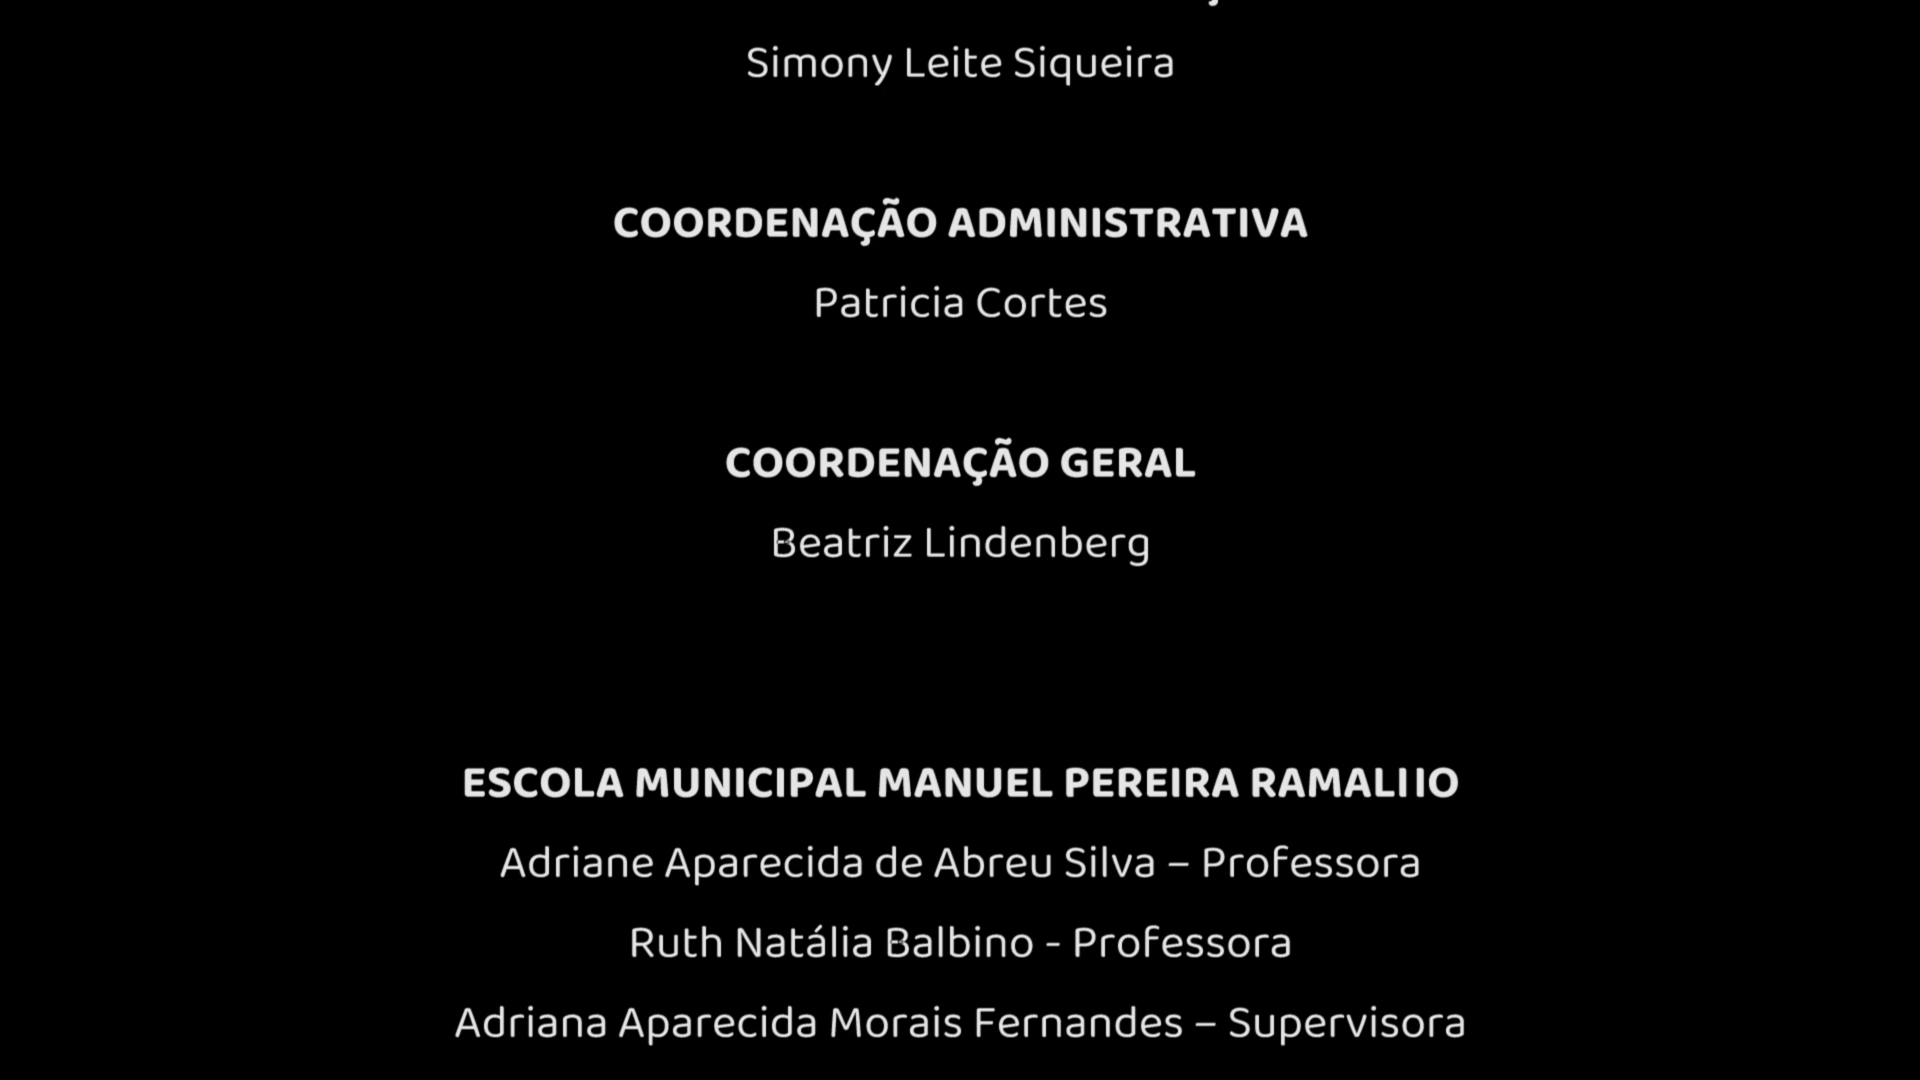 Simony Leite Siqueira
COORDENAÇÃO ADMINISTRATIVA
Patricia Cortes
COORDENAÇÃO GERAL
Beatriz Lindenberg
ESCOLA MUNICIPAL MANUEL PEREIRA RAMALHO
Adriane Aparecida de Abreu Silva – Professora
Ruth Natália Balbino - Professora
Adriana Aparecida Morais Fernandes – Supervisora